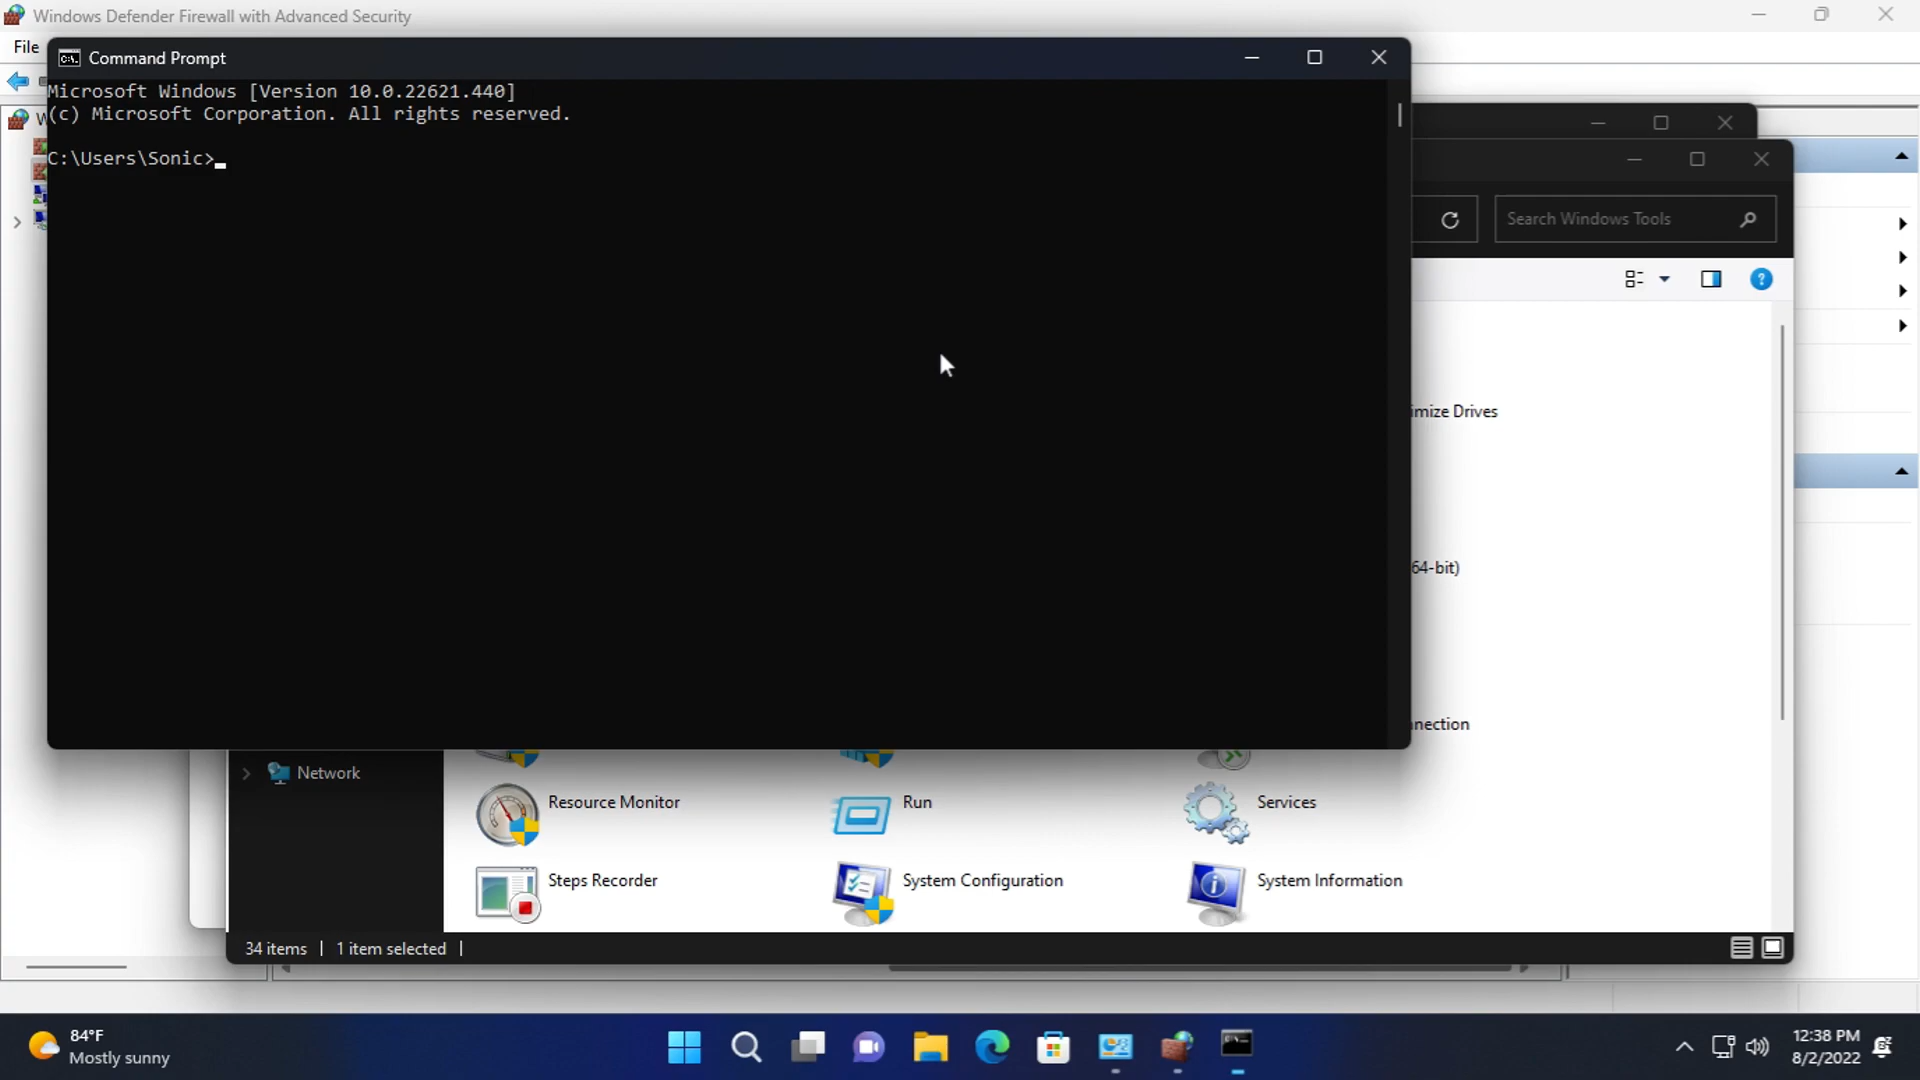 Windows Defender Firewall with Advanced Security
File
Command Prompt
Microsoft Windows [Version 10.0.22621.440]
(c) Microsoft Corporation. All rights reserved.
C:\Users\Sonic>
Search Windows Tools
imize Drives
64-bit)
nnection
Network
Resource Monitor
Run
Services
Steps Recorder
System Configuration
System Information
34 items
1 item selected
84°F
Mostly sunny
12:38 PM
8/2/2022